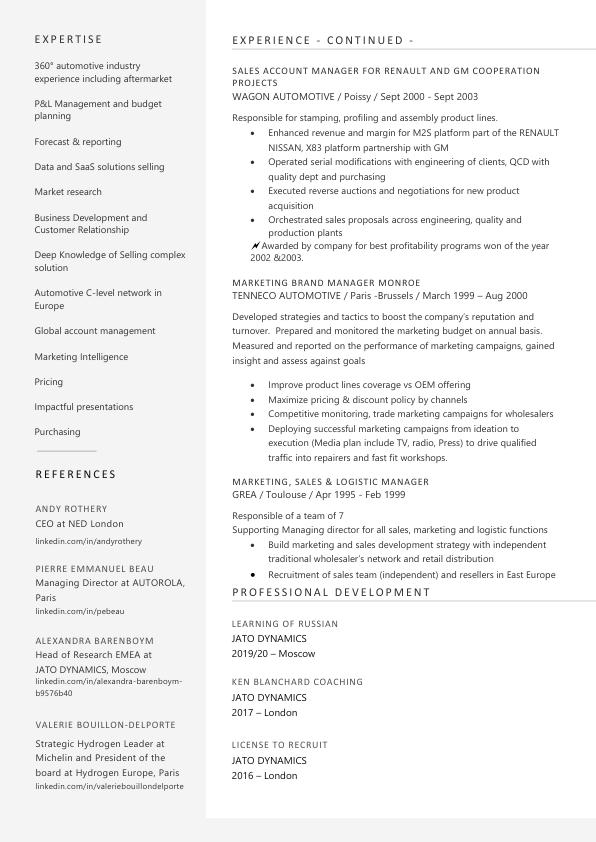 EXPERTISE
360° automotive industry
experience including aftermarket
P&L Management and budget
planning
Forecast & reporting
Data and SaaS solutions selling
Market research
Business Development and
Customer Relationship
Deep Knowledge of Selling complex
solution
Automotive C-level network in
Europe
Global account management
Marketing Intelligence
Pricing
Impactful presentations
Purchasing
REFERENCES
ANDY ROTHERY
CEO at NED London
linkedin.com/in/andyrothery
PIERRE EMMANUEL BEAU
Managing Director at AUTOROLA,
Paris
linkedin.com/in/pebeau
ALEXANDRA BARENBOYM
Head of Research EMEA at
JATO DYNAMICS, Moscow
linkedin.com/in/alexandra-barenboym-
b9576b40
VALERIE BOUILLON-DELPORTE
Strategic Hydrogen Leader at
Michelin and President of the
board at Hydrogen Europe, Paris
linkedin.com/in/valeriebouillondelporte
EXPERIENCE - CONTINUED -
SALES ACCOUNT MANAGER FOR RENAULT AND GM COOPERATION
PROJECTS
WAGON AUTOMOTIVE / Poissy / Sept 2000 - Sept 2003
Responsible for stamping, profiling and assembly product lines.
• Enhanced revenue and margin for M2S platform part of the RENAULT
NISSAN, X83 platform partnership with GM
• Operated serial modifications with engineering of clients, QCD with
quality dept and purchasing
• Executed reverse auctions and negotiations for new product
acquisition
• Orchestrated sales proposals across engineering, quality and
production plants
Awarded by company for best profitability programs won of the year
2002 &2003.
MARKETING BRAND MANAGER MONROE
TENNECO AUTOMOTIVE / Paris -Brussels / March 1999 – Aug 2000
Developed strategies and tactics to boost the company's reputation and
turnover.  Prepared and monitored the marketing budget on annual basis.
Measured and reported on the performance of marketing campaigns, gained
insight and assess against goals
• Improve product lines coverage vs OEM offering
• Maximize pricing & discount policy by channels
• Competitive monitoring, trade marketing campaigns for wholesalers
• Deploying successful marketing campaigns from ideation to
execution (Media plan include TV, radio, Press) to drive qualified
traffic into repairers and fast fit workshops.
MARKETING, SALES & LOGISTIC MANAGER
GREA / Toulouse / Apr 1995 - Feb 1999
Responsible of a team of 7
Supporting Managing director for all sales, marketing and logistic functions
• Build marketing and sales development strategy with independent
traditional wholesaler's network and retail distribution
• Recruitment of sales team (independent) and resellers in East Europe
PROFESSIONAL DEVELOPMENT
LEARNING OF RUSSIAN
JATO DYNAMICS
2019/20 – Moscow
KEN BLANCHARD COACHING
JATO DYNAMICS
2017 – London
LICENSE TO RECRUIT
JATO DYNAMICS
2016 – London